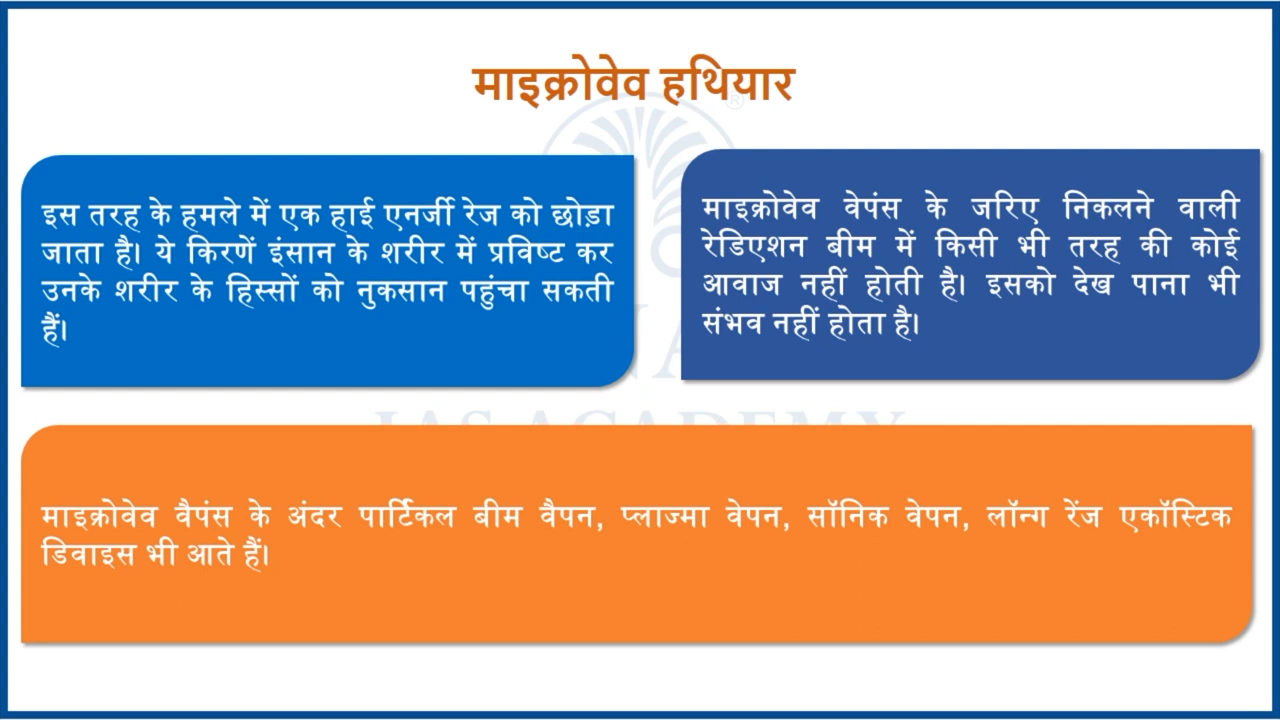 माइक्रोवेव हथियार
इस तरह के हमले में एक हाई एनर्जी रेज को छोड़ा
जाता है। ये किरणें इंसान के शरीर में प्रविष्ट कर
उनके शरीर के हिस्सों को नुकसान पहुंचा सकती
हैं।
माइक्रोवेव वेपंस के जरिए निकलने वाली
रेडिएशन बीम में किसी भी तरह की कोई
आवाज नहीं होती है। इसको देख पाना भी
संभव नहीं होता है।
माइक्रोवेव वैपंस के अंदर पार्टिकल बीम वैपन, प्लाज्मा वेपन, सॉनिक वेपन, लॉन्ग रेंज एकॉस्टिक
डिवाइस भी आते हैं।